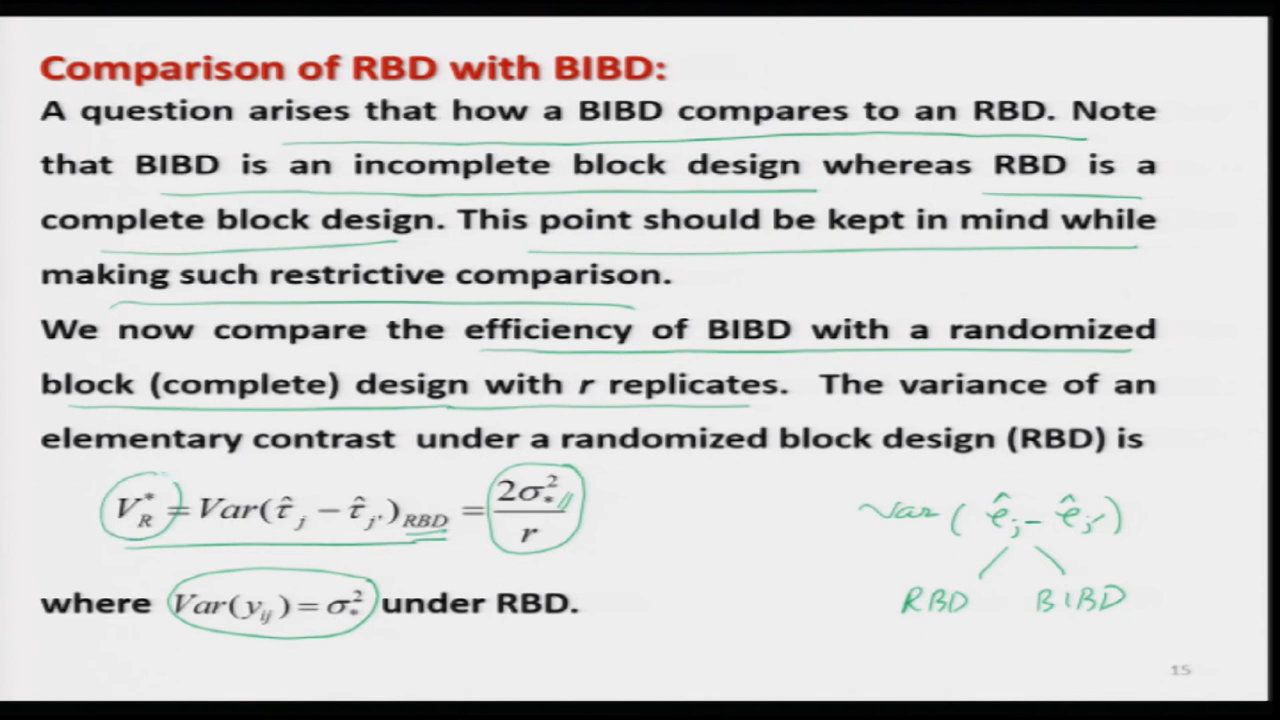 Comparison of RBD with BIBD:
A question arises that how a BIBD compares to an RBD. Note
that BIBD is an incomplete block design whereas RBD is a
complete block design. This point should be kept in mind while
making such restrictive comparison.
We now compare the efficiency of BIBD with a randomized
block (complete) design with r replicates. The variance of an
elementary contrast under a randomized block design (RBD) is
V*_R = Var(τ̂_j − τ̂_j')_RBD = 2σ*² / r
Var(τ̂_j − τ̂_j')
RBD BIBD
where Var(y_ij) = σ*² under RBD.
15